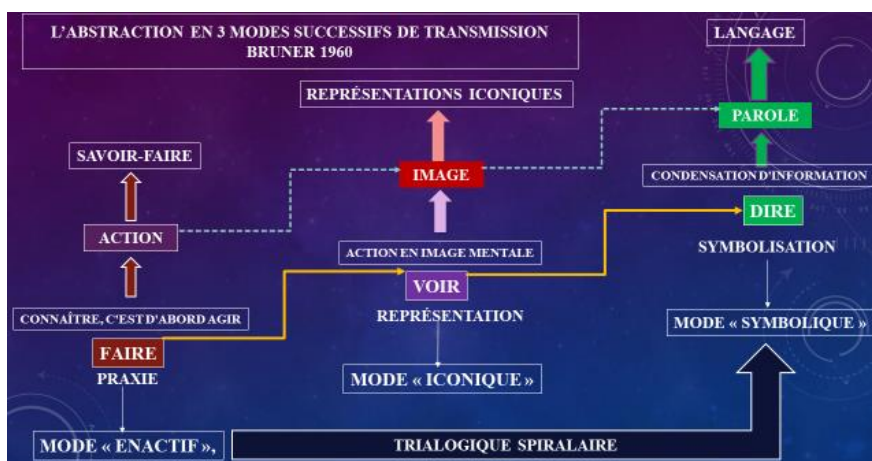 L'ABSTRACTION EN 3 MODES SUCCESSIFS DE TRANSMISSION
BRUNER 1960
SAVOIR-FAIRE
ACTION
CONNAÎTRE, C'EST D'ABORD AGIR
FAIRE
PRAXIE
MODE « ENACTIF »,
REPRÉSENTATIONS ICONIQUES
IMAGE
ACTION EN IMAGE MENTALE
VOIR
REPRÉSENTATION
MODE « ICONIQUE »
LANGAGE
PAROLE
CONDENSATION D'INFORMATION
DIRE
SYMBOLISATION
MODE « SYMBOLIQUE »
TRIALOGIQUE SPIRALAIRE